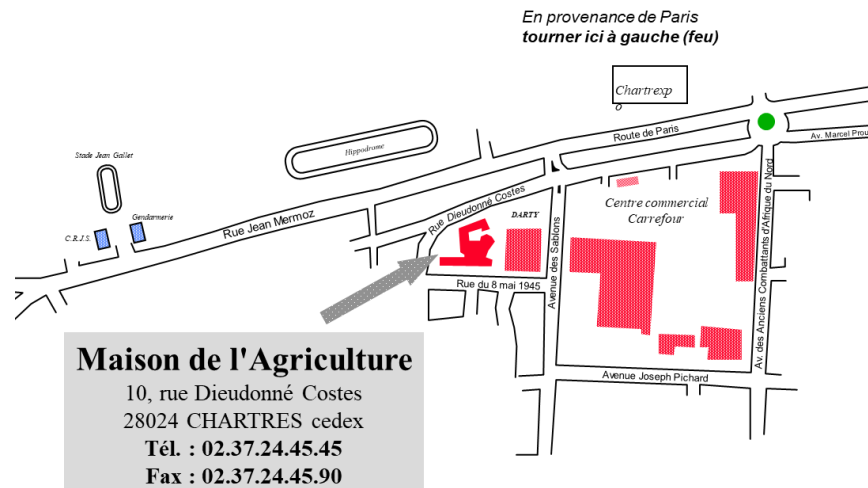 En provenance de Paris
tourner ici à gauche (feu)
Chartrexp
o
Route de Paris
Av. Marcel Prou
Hippodrome
Stade Jean Gallet
Gendarmerie
C.R.J.S.
Rue Jean Mermoz
Rue Dieudonné Costes
DARTY
Centre commercial
Carrefour
Avenue des Sablons
Av. des Anciens Combattants d'Afrique du Nord
Rue du 8 mai 1945
Avenue Joseph Pichard
Maison de l'Agriculture
10, rue Dieudonné Costes
28024 CHARTRES cedex
Tél. : 02.37.24.45.45
Fax : 02.37.24.45.90